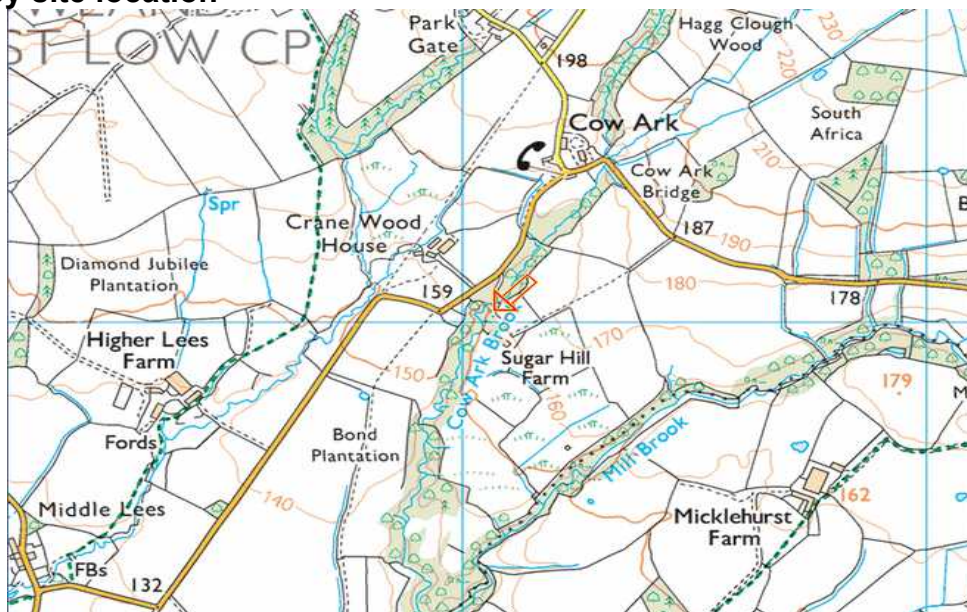 site location
ST LOW CP
Park
Gate
198
Hagg Clough
Wood
230
220
Cow Ark
South
Africa
210
Cow Ark
Bridge
Spr
Crane Wood
House
187
190
Diamond Jubilee
Plantation
159
180
178
Higher Lees
Farm
150
Cow Ark Brook
170
Sugar Hill
Farm
160
179
Fords
Bond
Plantation
Mill Brook
140
Middle Lees
Micklehurst
Farm
162
FBs
132